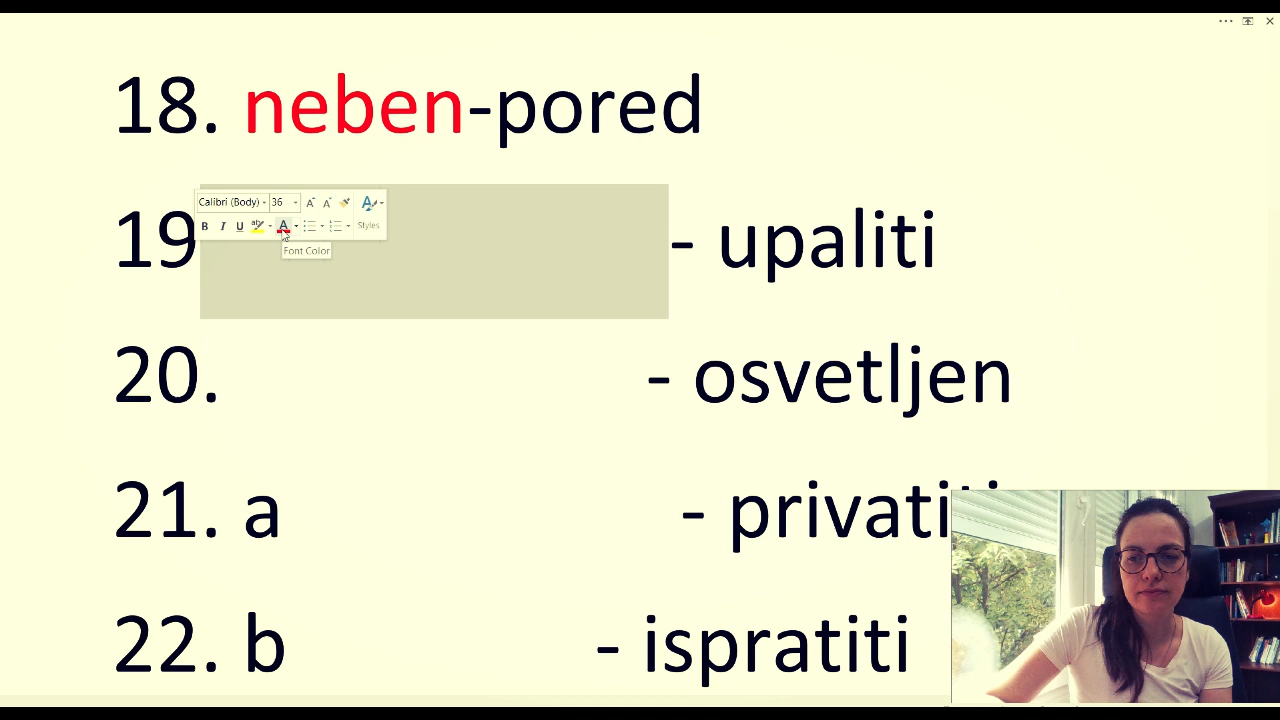 18. neben-pored
Calibri (Body) 36
B I U Styles
Font Color
19 - upaliti
20. - osvetljen
21. a - privati
22. b - ispratiti